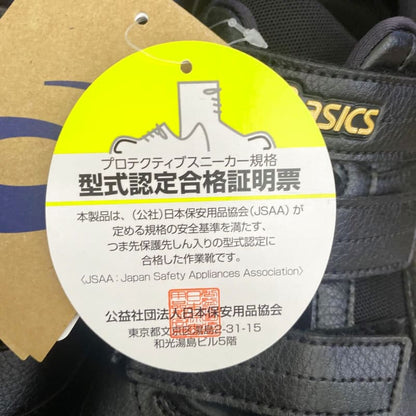 プロテクティブスニーカー規格
型式認定合格証明票
本製品は、(公社)日本保安用品協会(JSAA)が
定める規格の安全基準を満たす、
つま先保護先しん入りの型式認定に
合格した作業靴です。
〈JSAA:Japan Safety Appliances Association〉
公益社団法人日本保安用品協会
東京都文京区湯島2-31-15
和光湯島ビル5階
ASICS